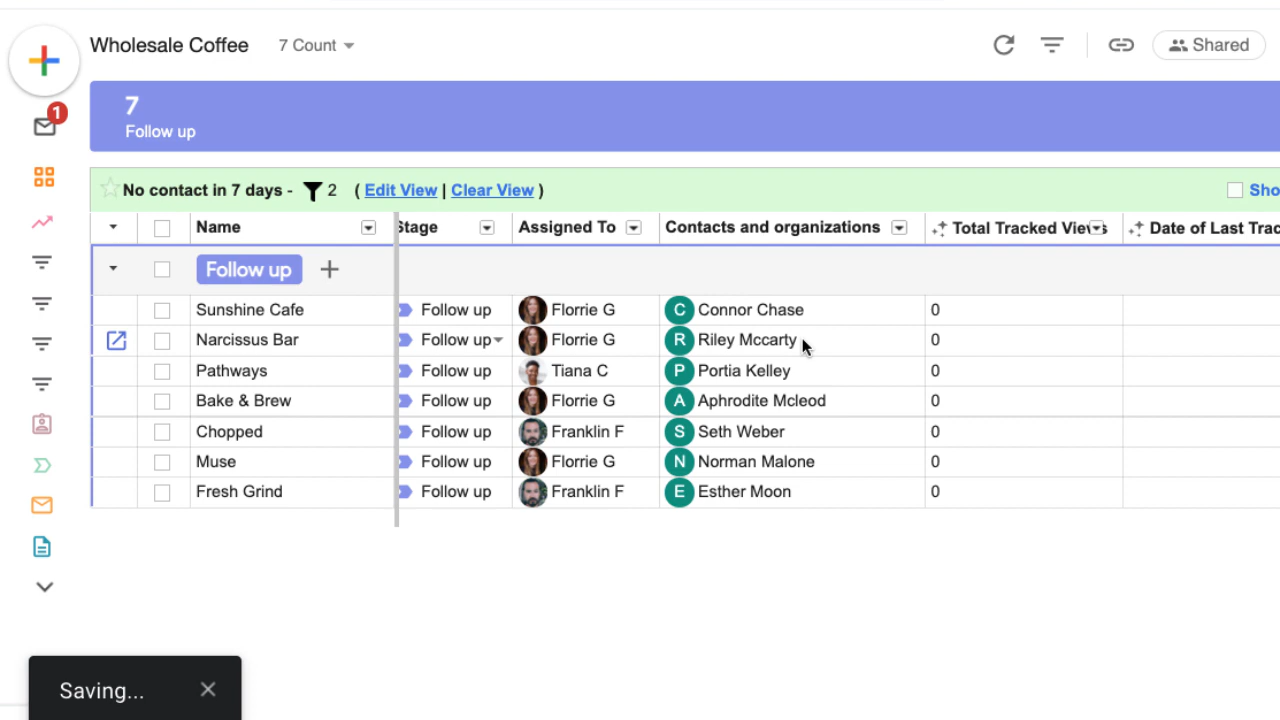 Wholesale Coffee 7 Count Shared
1
7
Follow up
No contact in 7 days - 2 ( Edit View | Clear View ) Sho
Name Stage Assigned To Contacts and organizations Total Tracked Views Date of Last Trac
Follow up
Sunshine Cafe Follow up Florrie G C Connor Chase 0
Narcissus Bar Follow up Florrie G R Riley Mccarty 0
Pathways Follow up Tiana C P Portia Kelley 0
Bake & Brew Follow up Florrie G A Aphrodite Mcleod 0
Chopped Follow up Franklin F S Seth Weber 0
Muse Follow up Florrie G N Norman Malone 0
Fresh Grind Follow up Franklin F E Esther Moon 0
Saving...